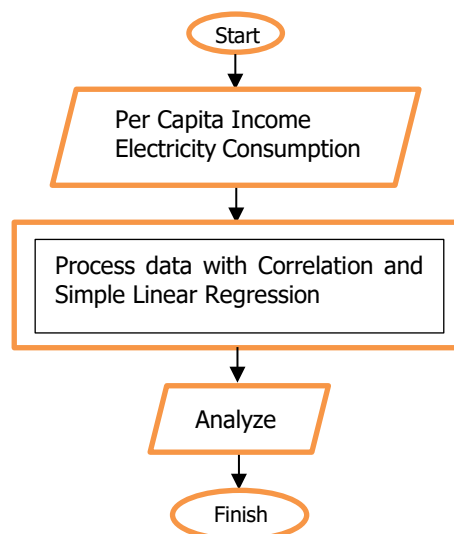 Start
Per Capita Income
Electricity Consumption
Process data with Correlation and
Simple Linear Regression
Analyze
Finish